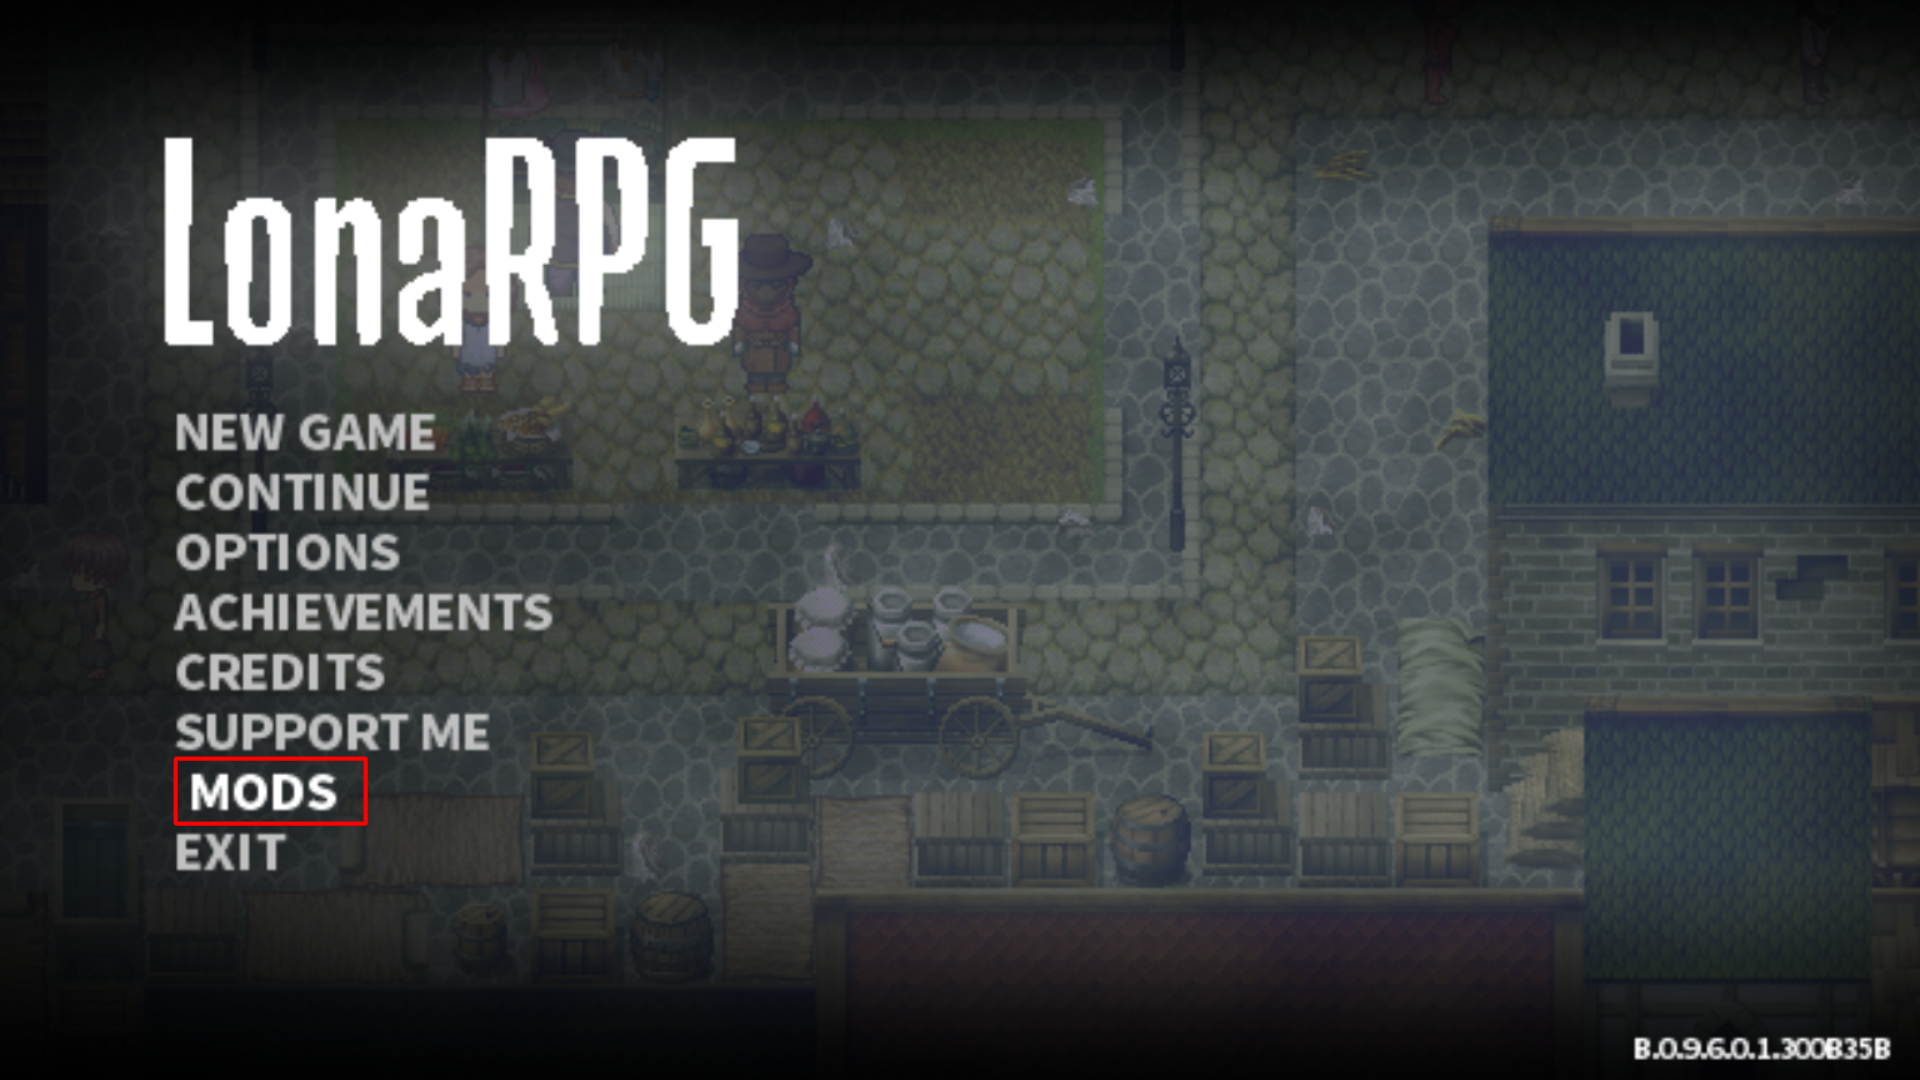 LonaRPG
NEW GAME
CONTINUE
OPTIONS
ACHIEVEMENTS
CREDITS
SUPPORT ME
MODS
EXIT
B.0.9.6.0.1.300B35B